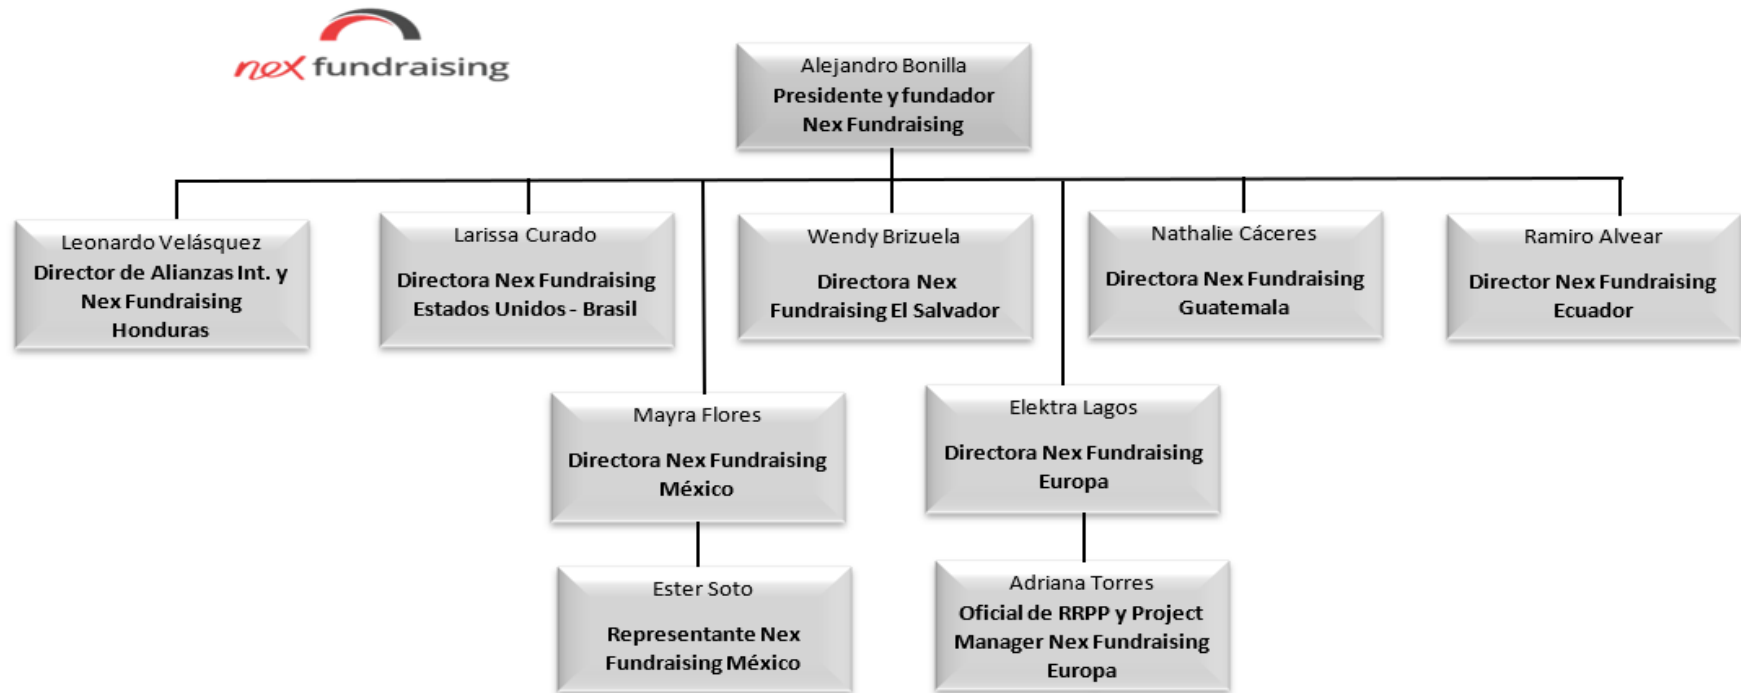 nex fundraising
Alejandro Bonilla
Presidente y fundador
Nex Fundraising
Leonardo Velásquez
Director de Alianzas Int. y
Nex Fundraising
Honduras
Larissa Curado
Directora Nex Fundraising
Estados Unidos - Brasil
Wendy Brizuela
Directora Nex
Fundraising El Salvador
Nathalie Cáceres
Directora Nex Fundraising
Guatemala
Ramiro Alvear
Director Nex Fundraising
Ecuador
Mayra Flores
Directora Nex Fundraising
México
Elektra Lagos
Directora Nex Fundraising
Europa
Ester Soto
Representante Nex
Fundraising México
Adriana Torres
Oficial de RRPP y Project
Manager Nex Fundraising
Europa